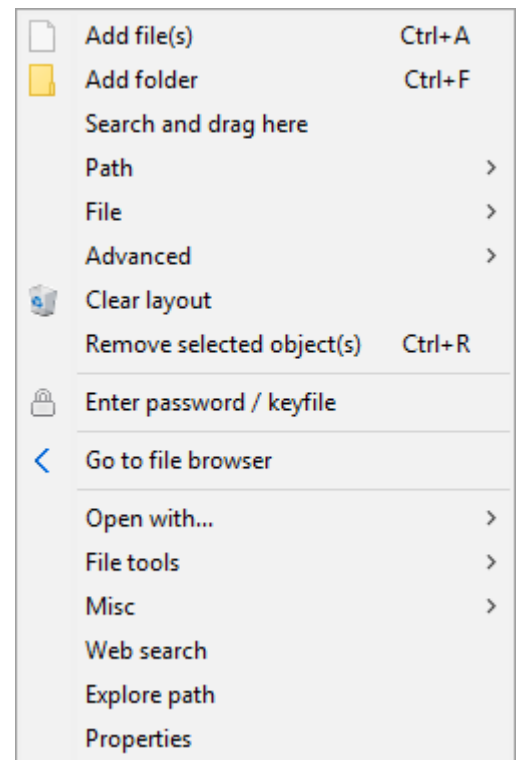 Add file(s) Ctrl+A
Add folder Ctrl+F
Search and drag here
Path
File
Advanced
Clear layout
Remove selected object(s) Ctrl+R
Enter password / keyfile
Go to file browser
Open with...
File tools
Misc
Web search
Explore path
Properties